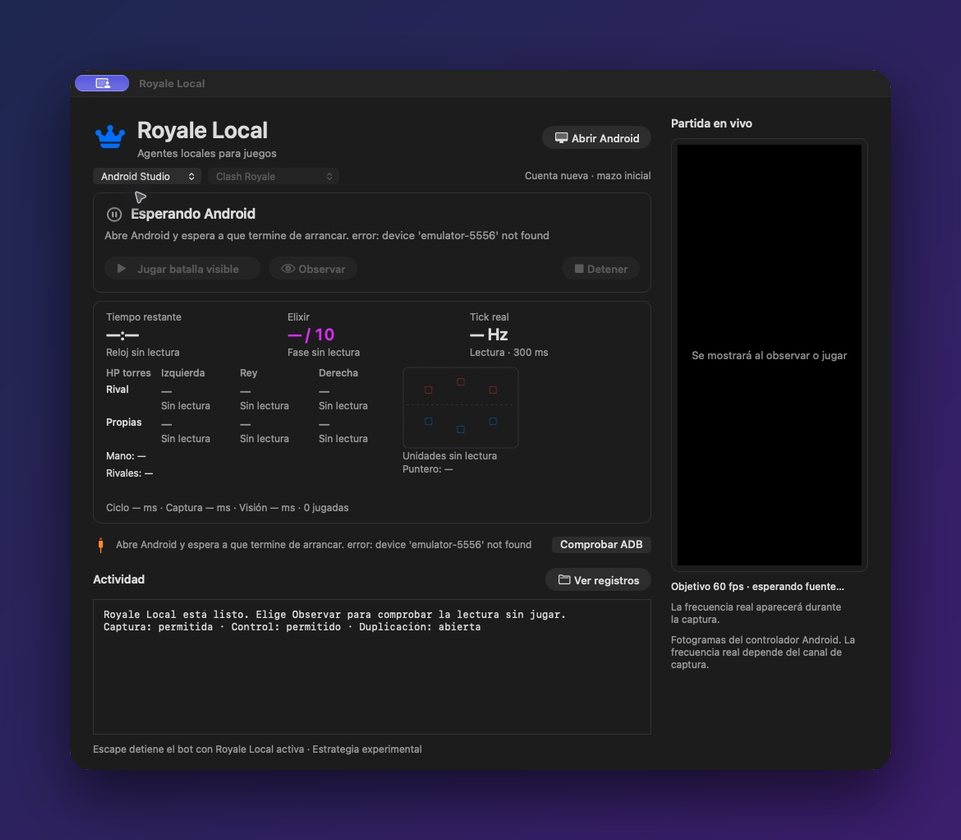 Royale Local
Royale Local
Agentes locales para juegos
Abrir Android
Android Studio
Clash Royale
Cuenta nueva · mazo inicial
Esperando Android
Abre Android y espera a que termine de arrancar. error: device 'emulator-5556' not found
Jugar batalla visible
Observar
Detener
Tiempo restante
Elixir
Tick real
—:—
— / 10
— Hz
Reloj sin lectura
Fase sin lectura
Lectura · 300 ms
HP torres Izquierda Rey Derecha
Rival — — —
Sin lectura Sin lectura Sin lectura
Propias — — —
Sin lectura Sin lectura Sin lectura
Mano: —
Rivales: —
Unidades sin lectura
Puntero: —
Ciclo — ms · Captura — ms · Visión — ms · 0 jugadas
Abre Android y espera a que termine de arrancar. error: device 'emulator-5556' not found
Comprobar ADB
Actividad
Ver registros
Royale Local está listo. Elige Observar para comprobar la lectura sin jugar.
Captura: permitida · Control: permitido · Duplicación: abierta
Escape detiene el bot con Royale Local activa · Estrategia experimental
Partida en vivo
Se mostrará al observar o jugar
Objetivo 60 fps · esperando fuente...
La frecuencia real aparecerá durante
la captura.
Fotogramas del controlador Android. La
frecuencia real depende del canal de
captura.